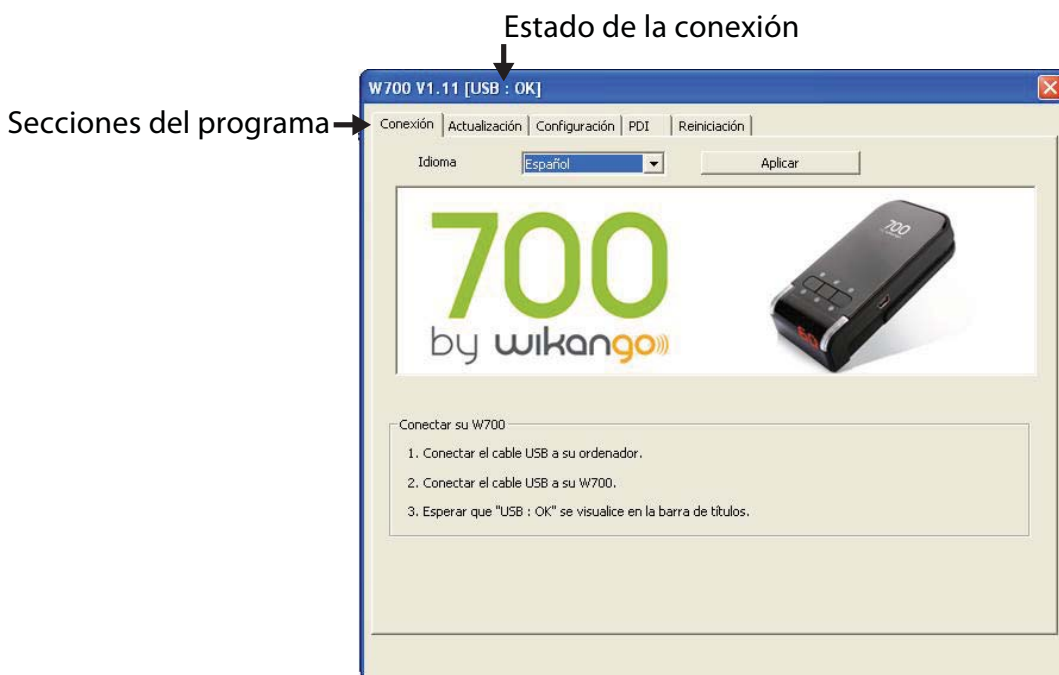 Estado de la conexión
W700 V1.11 [USB : OK]
Secciones del programa
Conexión Actualización Configuración PDI Reiniciación
Idioma Español Aplicar
700
by wikango
700
60
Conectar su W700
1. Conectar el cable USB a su ordenador.
2. Conectar el cable USB a su W700.
3. Esperar que "USB : OK" se visualice en la barra de títulos.